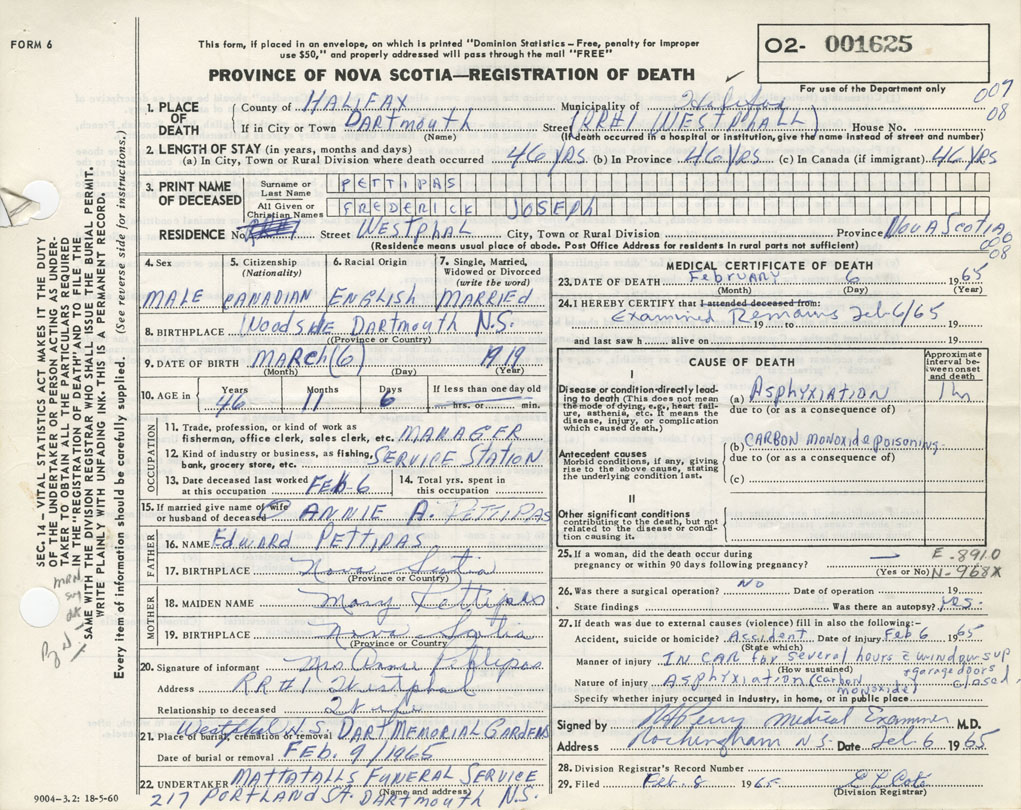 FORM 6
This form, if placed in an envelope, on which is printed "Dominion Statistics – Free, penalty for improper
use $50," and properly addressed will pass through the mail "FREE"
PROVINCE OF NOVA SCOTIA—REGISTRATION OF DEATH
O2- 001625
For use of the Department only
007
08
1. PLACE OF DEATH
County of HALIFAX Municipality of Halifax
If in City or Town DARTMOUTH Street (RR#1 WESTPHALL) House No.
(Name) (If death occurred in hospital or institution, give the name instead of street and number)
2. LENGTH OF STAY (in years, months and days)
(a) In City, Town or Rural Division where death occurred 46 YRS. (b) In Province 46 YRS (c) In Canada (if immigrant) 46 YRS
3. PRINT NAME OF DECEASED
Surname or Last Name PETTIPAS
All Given or Christian Names FREDERICK JOSEPH
RESIDENCE No. Street WESTPHAL City, Town or Rural Division Province NOVA SCOTIA
(Residence means usual place of abode. Post Office Address for residents in rural parts not sufficient)
000
08
4. Sex MALE
5. Citizenship (Nationality) CANADIAN
6. Racial Origin ENGLISH
7. Single, Married, Widowed or Divorced (write the word) MARRIED
8. BIRTHPLACE Woodside DARTMOUTH N.S.
(Province or Country)
9. DATE OF BIRTH MARCH (6) 1919
(Month) (Day) (Year)
10. AGE in Years 46 Months 11 Days 6 If less than one day old hrs. or min.
OCCUPATION
11. Trade, profession, or kind of work as
fisherman, office clerk, sales clerk, etc. MANAGER
12. Kind of industry or business, as fishing,
bank, grocery store, etc. SERVICE STATION
13. Date deceased last worked
at this occupation FEB-6
14. Total yrs. spent
in this occupation
15. If married give name of wife
or husband of deceased ANNIE A. PETTIPAS
FATHER
16. NAME Edward PETTIPAS
17. BIRTHPLACE Nova Scotia
(Province or Country)
MOTHER
18. MAIDEN NAME Mary Pettipas
19. BIRTHPLACE Nova Scotia
(Province or Country)
20. Signature of informant Mrs Annie Pettipas
Address RR#1 Westphal
Relationship to deceased wife
21. Place of burial, cremation or removal Westphal N.S. DARTMEMORIAL GARDENS
Date of burial or removal FEB. 9/1965
22. UNDERTAKER MATTATALLS FUNERAL SERVICE
(Name and address)
217 PORTLAND ST. DARTMOUTH N.S.
MEDICAL CERTIFICATE OF DEATH
23. DATE OF DEATH FEBRUARY 6 1965
(Month) (Day) (Year)
24. I HEREBY CERTIFY that I attended deceased from:
Examined Remains Feb 6/65
19 to 19
and last saw h alive on 19
CAUSE OF DEATH
Approximate interval between onset and death
I
Disease or condition directly leading to death (This does not mean
the mode of dying, e.g., heart failure, asthenia, etc. It means the
disease, injury, or complication
which caused death.)
(a) ASPHYXIATION 1 hr
due to (or as a consequence of)
Antecedent causes
Morbid conditions, if any, giving
rise to the above cause, stating
the underlying condition last.
(b) CARBON MONOXIDE poisoning
due to (or as a consequence of)
(c)
II
Other significant conditions
contributing to the death, but not
related to the disease or condition
causing it.
25. If a woman, did the death occur during
pregnancy or within 90 days following pregnancy? —
(Yes or No)
E-8910
N-968X
26. Was there a surgical operation? NO Date of operation 19
State findings Was there an autopsy? yes.
27. If death was due to external causes (violence) fill in also the following:-
Accident, suicide or homicide? Accident Date of injury Feb 6 1965
(State which)
Manner of injury IN CAR for several hours c̄ windows up
(How sustained) + garage doors closed.
Nature of injury Asphyxiation (carbon monoxide)
Specify whether injury occurred in industry, in home, or in public place
Signed by Perry Medical Examiner M.D.
Address Rockingham N.S. Date Feb 6 1965
28. Division Registrar's Record Number
29. Filed Feb. 8 1965
(Division Registrar)
SEC. 14 – VITAL STATISTICS ACT MAKES IT THE DUTY
OF THE UNDERTAKER OR PERSON ACTING AS UNDERTAKER
TO OBTAIN ALL THE PARTICULARS REQUIRED
IN THE "REGISTRATION OF DEATH" AND TO FILE THE
SAME WITH THE DIVISION REGISTRAR WHO SHALL ISSUE THE BURIAL PERMIT.
WRITE PLAINLY WITH UNFADING INK. THIS IS A PERMANENT RECORD.
Every item of information should be carefully supplied. (See reverse side for instructions.)
9004-3.2: 18-5-60